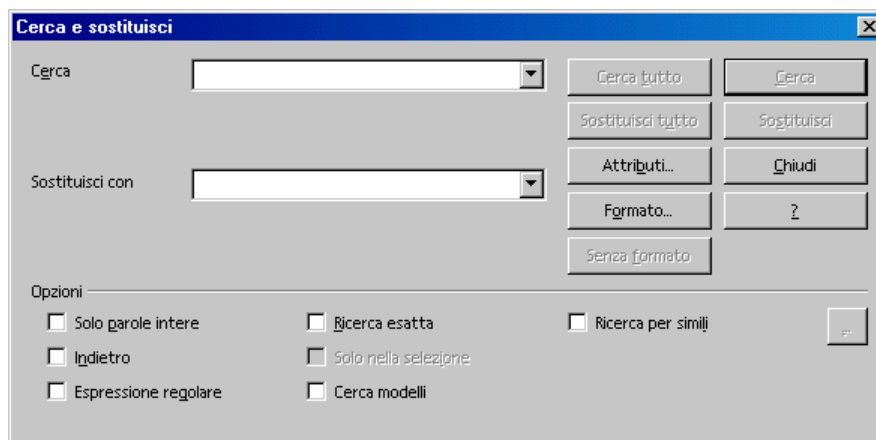 Cerca e sostituisci
Cerca
Cerca tutto
Cerca
Sostituisci tutto
Sostituisci
Sostituisci con
Attributi...
Chiudi
Formato...
?
Senza formato
Opzioni
Solo parole intere
Ricerca esatta
Ricerca per simili
...
Indietro
Solo nella selezione
Espressione regolare
Cerca modelli